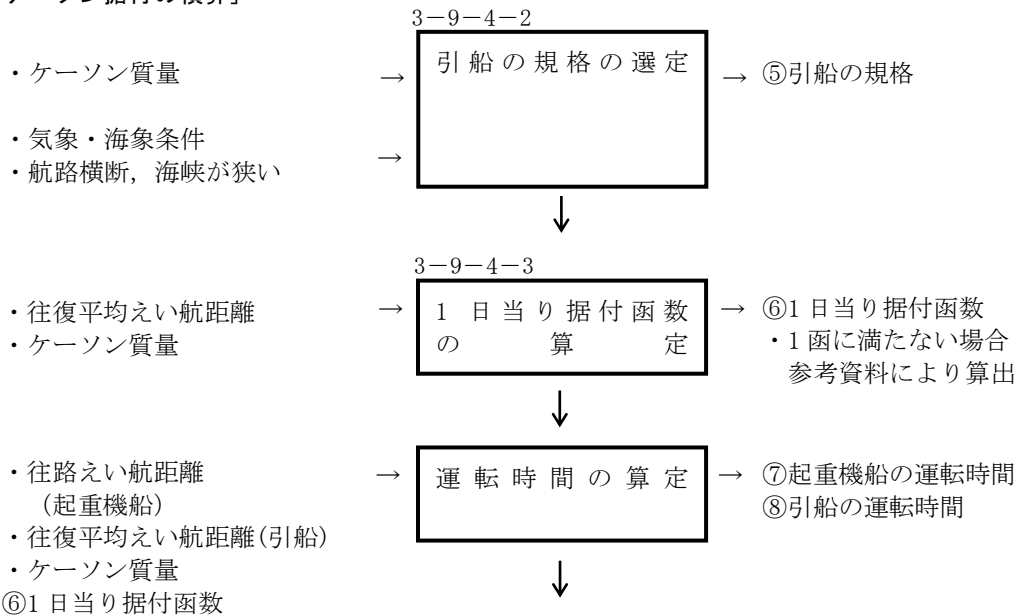 ケーソン据付の積算」
3－9－4－2
・ケーソン質量 → 引船の規格の選定 → ⑤引船の規格
・気象・海象条件
・航路横断，海峡が狭い →
↓
3－9－4－3
・往復平均えい航距離 → 1 日当り据付函数 → ⑥1 日当り据付函数
・ケーソン質量 の算定 ・1 函に満たない場合
参考資料により算出
↓
・往路えい航距離 → 運転時間の算定 → ⑦起重機船の運転時間
（起重機船） ⑧引船の運転時間
・往復平均えい航距離(引船)
・ケーソン質量
⑥1 日当り据付函数 ↓